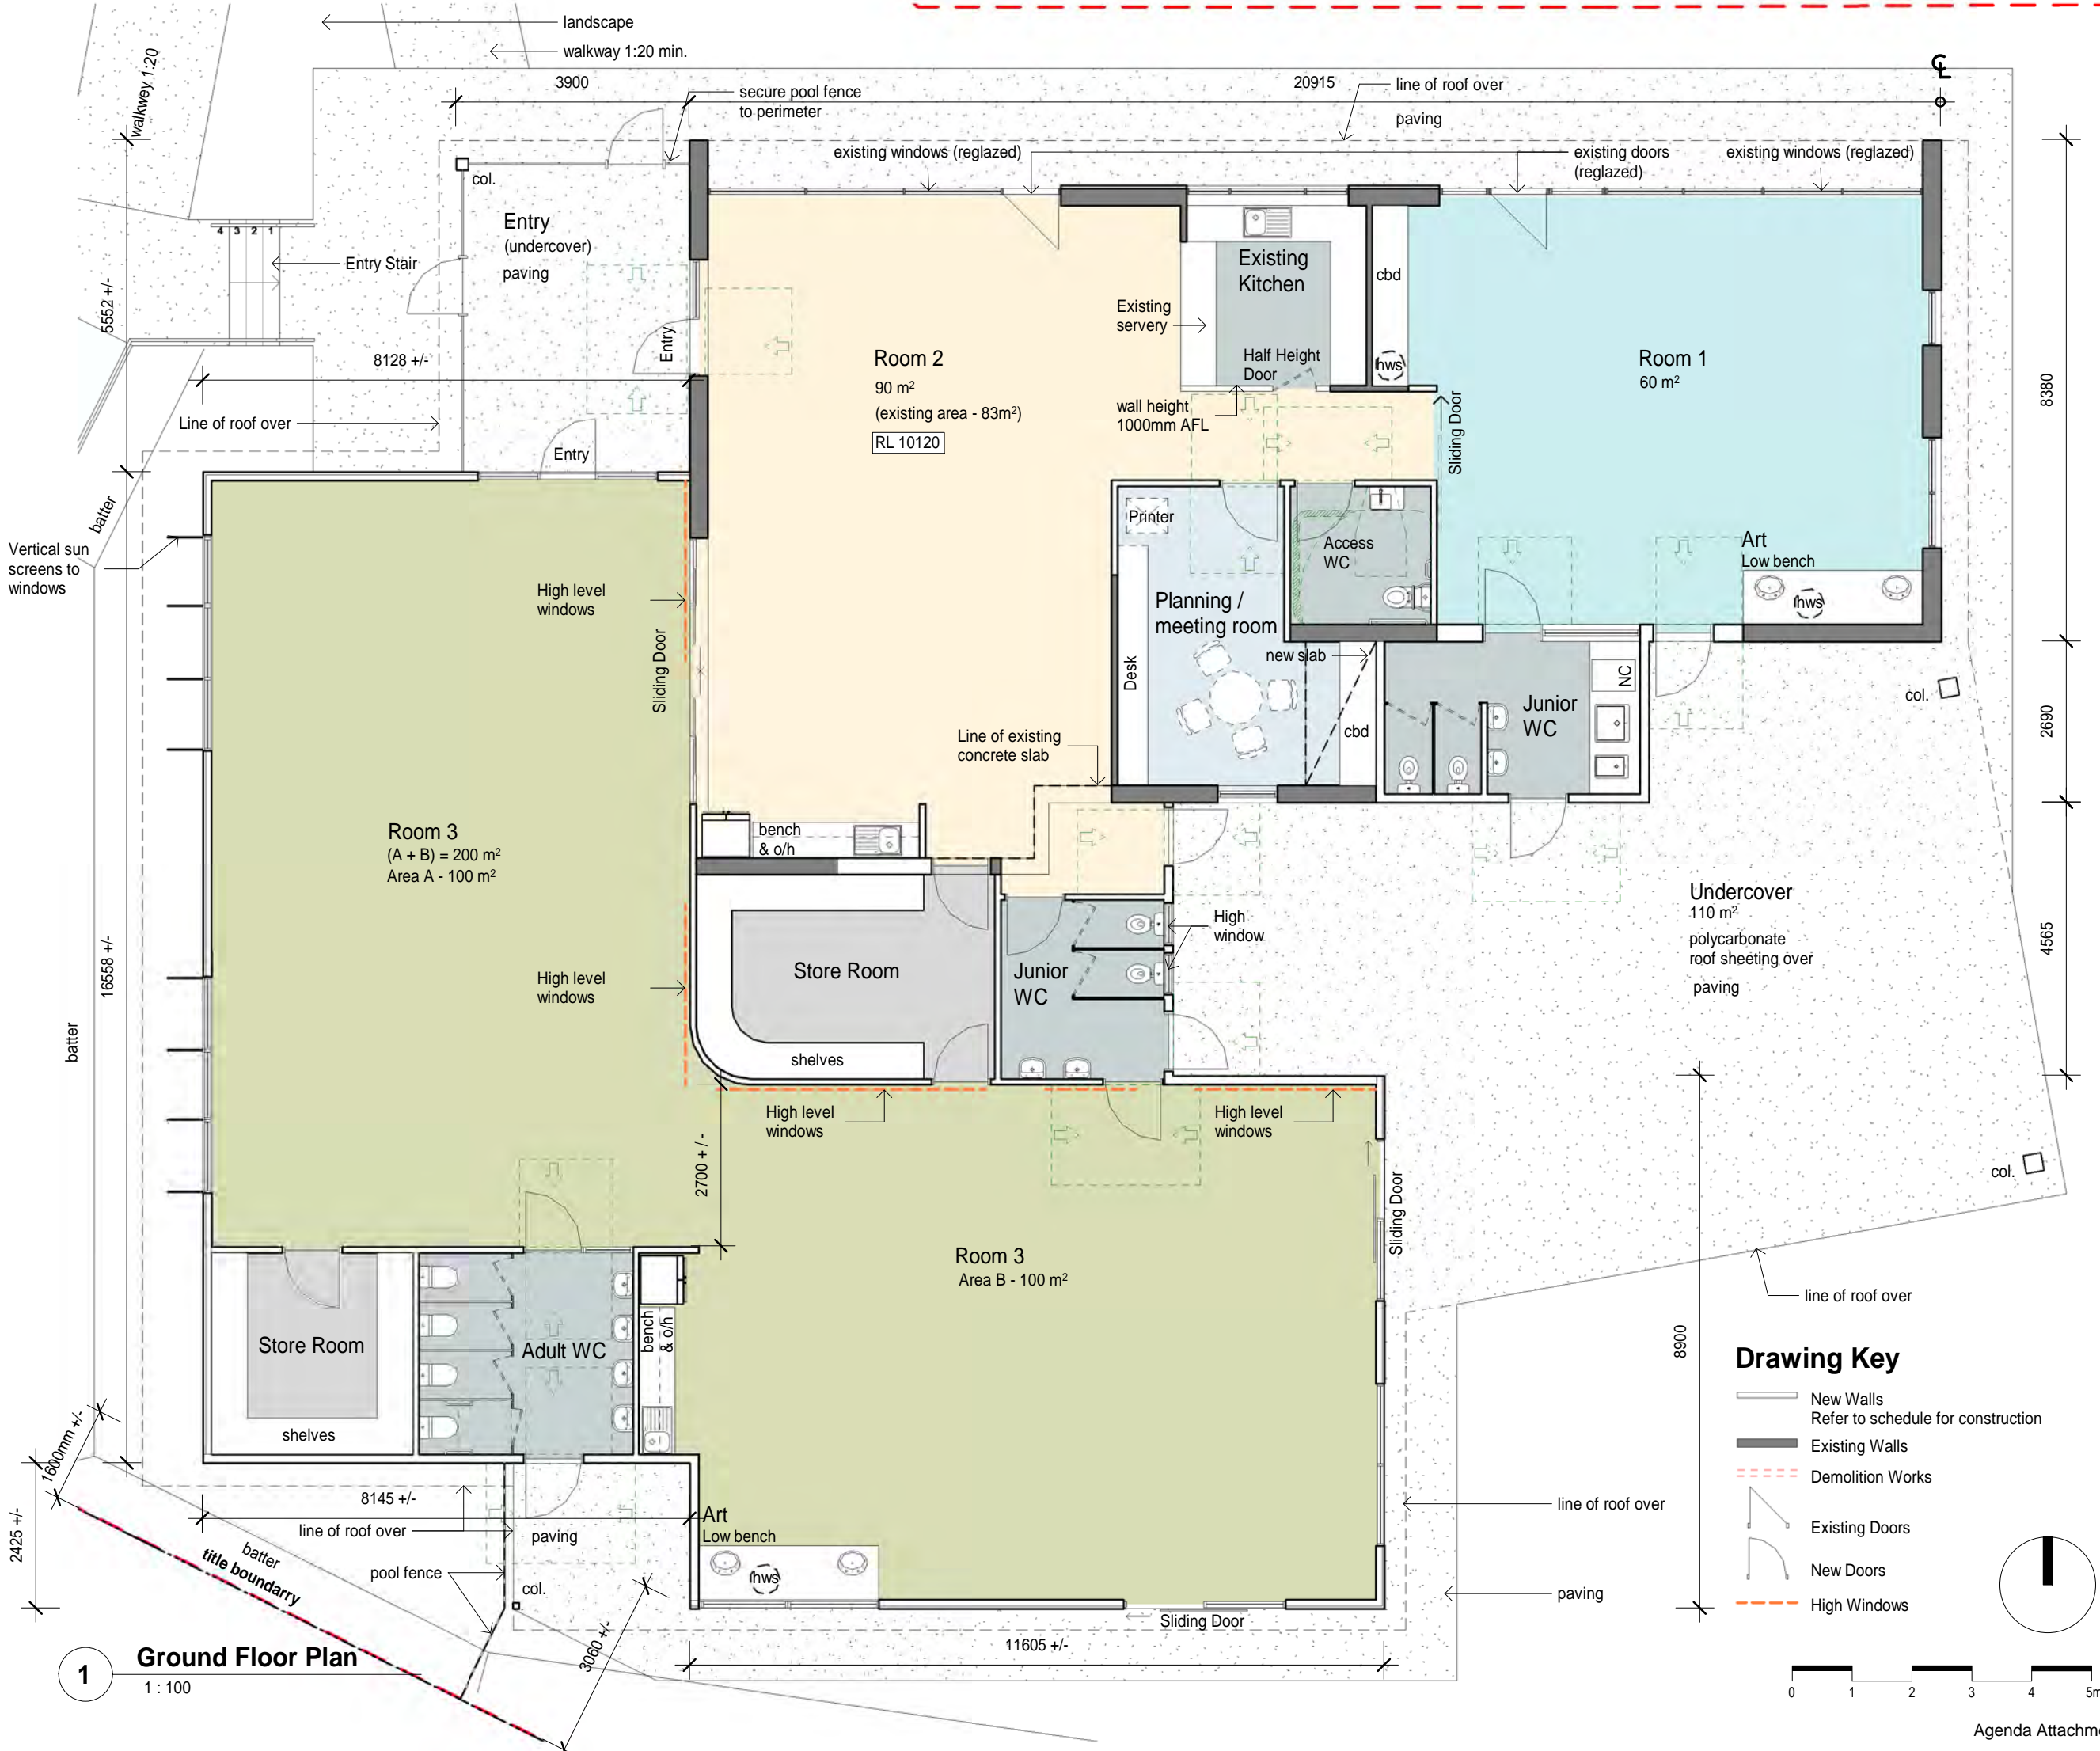 landscape
walkway 1:20 min.
walkwey 1:20
3900
secure pool fence
to perimeter
20915
line of roof over
paving
℄
existing windows (reglazed)
existing doors
(reglazed)
existing windows (reglazed)
col.
Entry
(undercover)
paving
4 3 2 1
Entry Stair
5552 +/-
8128 +/-
Line of roof over
Entry
Entry
Room 2
90 m²
(existing area - 83m²)
RL 10120
Existing
Kitchen
Existing
servery
Half Height
Door
wall height
1000mm AFL
cbd
hws
Sliding Door
Room 1
60 m²
8380
batter
Vertical sun
screens to
windows
High level
windows
Sliding Door
Printer
Access
WC
Planning /
meeting room
Desk
new slab
cbd
Art
Low bench
hws
Junior
WC
NC
col.
2690
Line of existing
concrete slab
bench
& o/h
Room 3
(A + B) = 200 m²
Area A - 100 m²
High level
windows
Store Room
shelves
Junior
WC
High
window
Undercover
110 m²
polycarbonate
roof sheeting over
paving
4565
16558 +/-
batter
High level
windows
High level
windows
2700 + / -
Sliding Door
col.
Room 3
Area B - 100 m²
line of roof over
8900
Store Room
shelves
Adult WC
bench
& o/h
Drawing Key
New Walls
Refer to schedule for construction
Existing Walls
Demolition Works
Existing Doors
New Doors
High Windows
1600mm +/-
2425 +/-
8145 +/-
line of roof over
paving
Art
Low bench
hws
line of roof over
batter
title boundarry
pool fence
col.
paving
Sliding Door
3060 +/-
11605 +/-
1
Ground Floor Plan
1 : 100
0 1 2 3 4 5m
Agenda Attachme